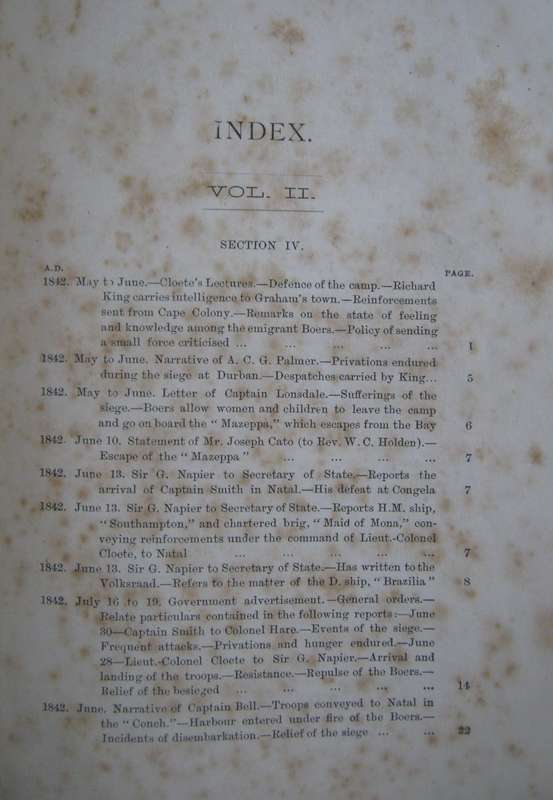 INDEX.
VOL. II.
SECTION IV.
A.D.
PAGE.
1842. May to June.—Cloete's Lectures.—Defence of the camp.—Richard
King carries intelligence to Graham's town.—Reinforcements
sent from Cape Colony.—Remarks on the state of feeling
and knowledge among the emigrant Boers.—Policy of sending
a small force criticised ... ... ... ... ... 1
1842. May to June. Narrative of A. C. G. Palmer.—Privations endured
during the siege at Durban.—Despatches carried by King... 5
1842. May to June. Letter of Captain Lonsdale.—Sufferings of the
siege.—Boers allow women and children to leave the camp
and go on board the "Mazeppa," which escapes from the Bay 6
1842. June 10. Statement of Mr. Joseph Cato (to Rev. W. C. Holden).—
Escape of the "Mazeppa" ... ... ... ... 7
1842. June 13. Sir G. Napier to Secretary of State.—Reports the
arrival of Captain Smith in Natal.—His defeat at Congela 7
1842. June 13. Sir G. Napier to Secretary of State.—Reports H.M. ship,
"Southampton," and chartered brig, "Maid of Mona," con-
veying reinforcements under the command of Lieut.-Colonel
Cloete, to Natal ... ... ... ... ... 7
1842. June 13. Sir G. Napier to Secretary of State.—Has written to the
Volksraad.—Refers to the matter of the D. ship, "Brazilia" 8
1842. July 16 to 19. Government advertisement.—General orders.—
Relate particulars contained in the following reports:—June
30—Captain Smith to Colonel Hare.—Events of the siege.—
Frequent attacks.—Privations and hunger endured.—June
28—Lieut.-Colonel Cloete to Sir G. Napier.—Arrival and
landing of the troops.—Resistance.—Repulse of the Boers.—
Relief of the besieged ... ... ... ... ... 14
1842. June. Narrative of Captain Bell.—Troops conveyed to Natal in
the "Conch."—Harbour entered under fire of the Boers.—
Incidents of disembarkation.—Relief of the siege ... ... 22